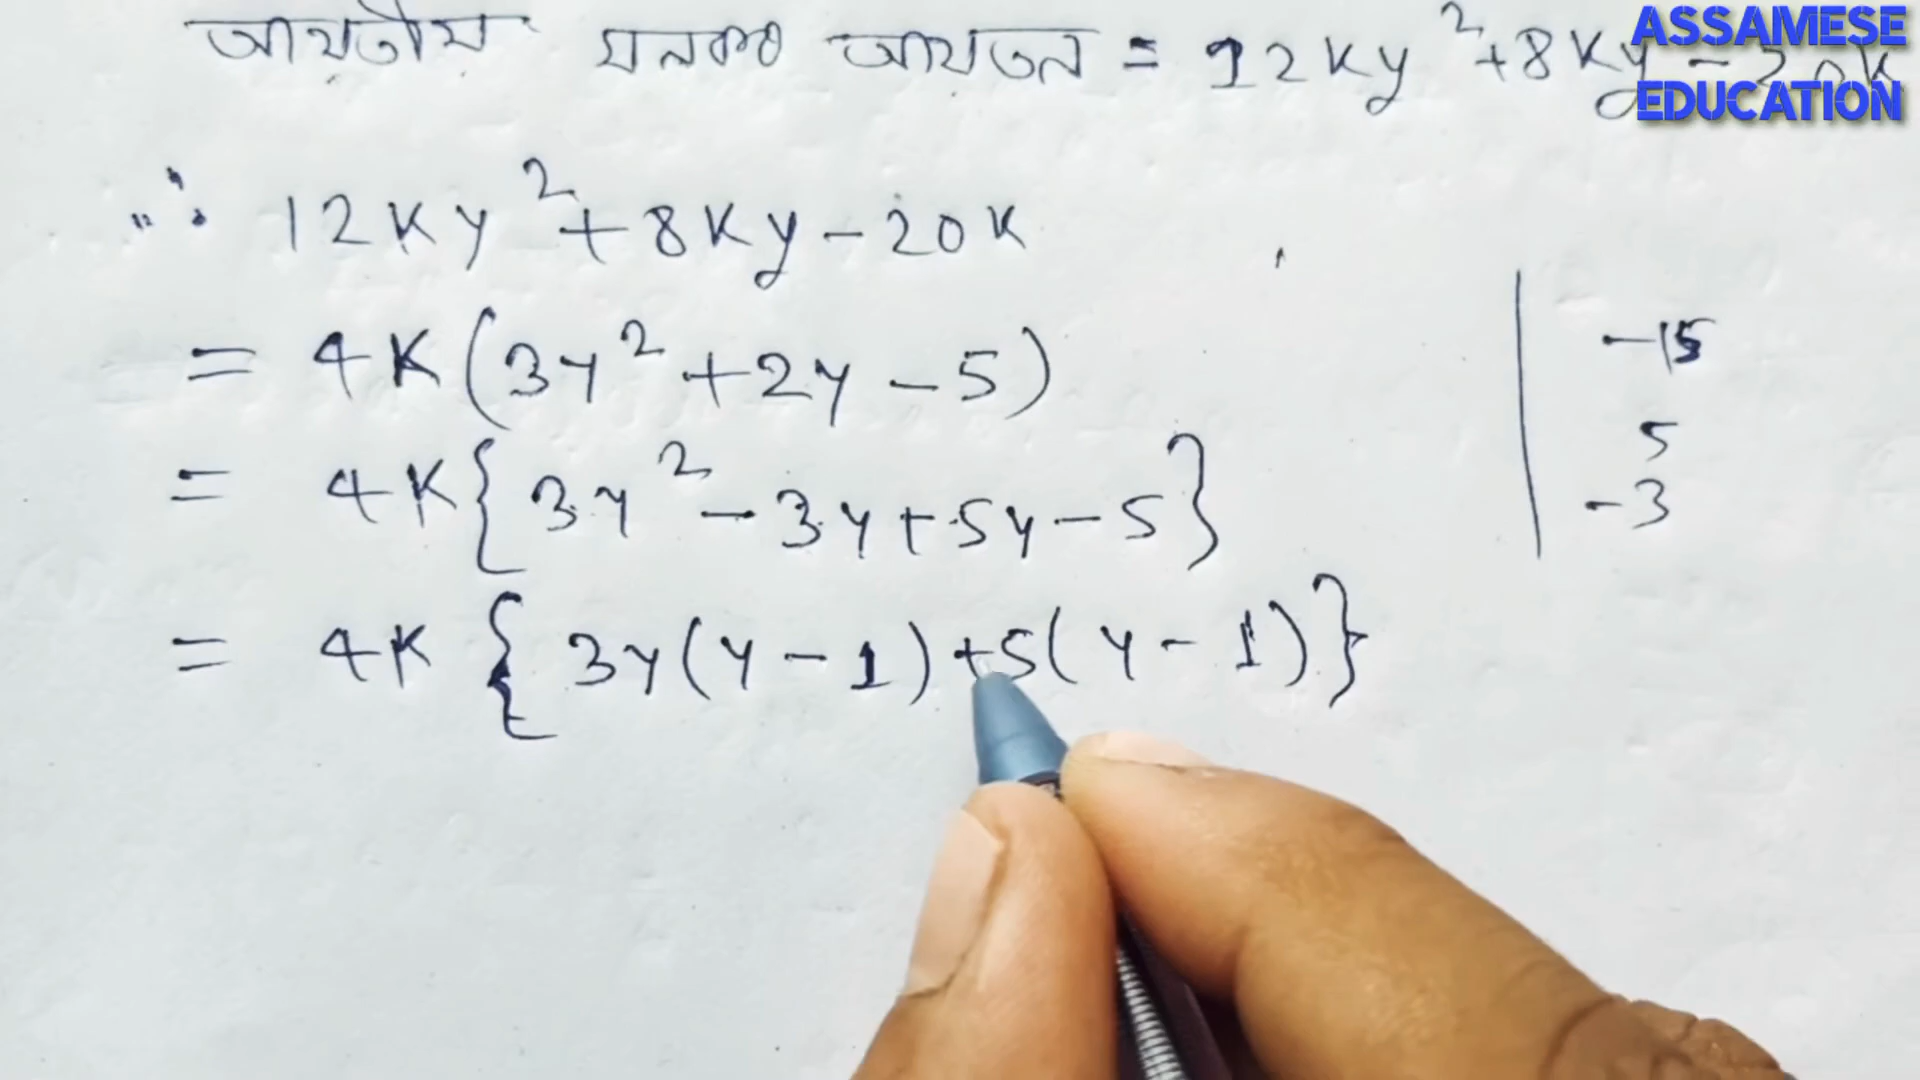 আয়তীয় ঘনকৰ আয়তন = 12Ky²+8Ky-20K
ASSAMESE
EDUCATION
∴ 12Ky²+8Ky-20K
= 4K(3y²+2y-5)
= 4K{3y²-3y+5y-5}
= 4K{3y(y-1)+5(y-1)}
-15
5
-3